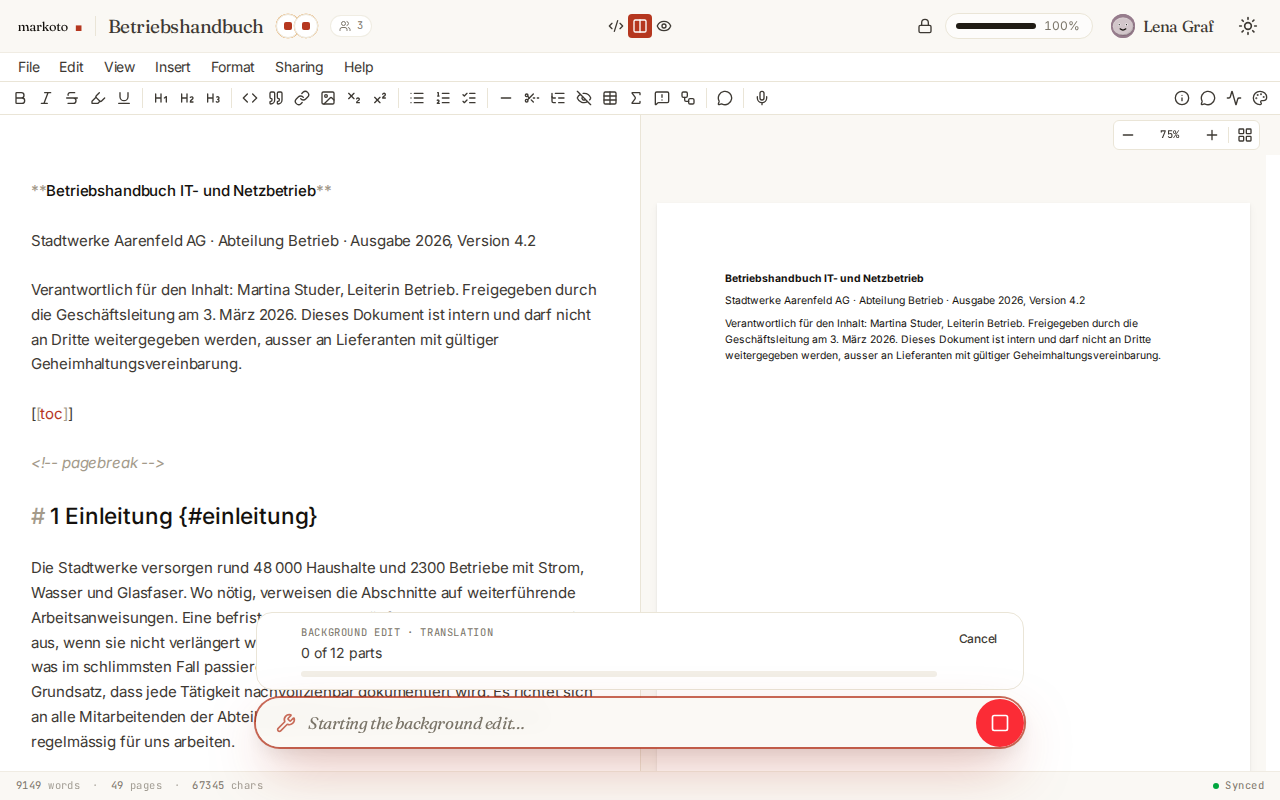 markoto
Betriebshandbuch
3
100%
Lena Graf
File Edit View Insert Format Sharing Help
H1 H2 H3
75%
**Betriebshandbuch IT- und Netzbetrieb**
Stadtwerke Aarenfeld AG · Abteilung Betrieb · Ausgabe 2026, Version 4.2
Verantwortlich für den Inhalt: Martina Studer, Leiterin Betrieb. Freigegeben durch
die Geschäftsleitung am 3. März 2026. Dieses Dokument ist intern und darf nicht
an Dritte weitergegeben werden, ausser an Lieferanten mit gültiger
Geheimhaltungsvereinbarung.
[[toc]]
<!-- pagebreak -->
# 1 Einleitung {#einleitung}
Die Stadtwerke versorgen rund 48 000 Haushalte und 2300 Betriebe mit Strom,
Wasser und Glasfaser. Wo nötig, verweisen die Abschnitte auf weiterführende
Arbeitsanweisungen. Eine befrist
aus, wenn sie nicht verlängert w
was im schlimmsten Fall passier
Grundsatz, dass jede Tätigkeit nachvollziehbar dokumentiert wird. Es richtet sich
an alle Mitarbeitenden der Abtei
regelmässig für uns arbeiten.
Betriebshandbuch IT- und Netzbetrieb
Stadtwerke Aarenfeld AG · Abteilung Betrieb · Ausgabe 2026, Version 4.2
Verantwortlich für den Inhalt: Martina Studer, Leiterin Betrieb. Freigegeben durch die
Geschäftsleitung am 3. März 2026. Dieses Dokument ist intern und darf nicht an Dritte
weitergegeben werden, ausser an Lieferanten mit gültiger Geheimhaltungsvereinbarung.
BACKGROUND EDIT · TRANSLATION
0 of 12 parts
Cancel
Starting the background edit...
9149 words · 49 pages · 67345 chars
Synced